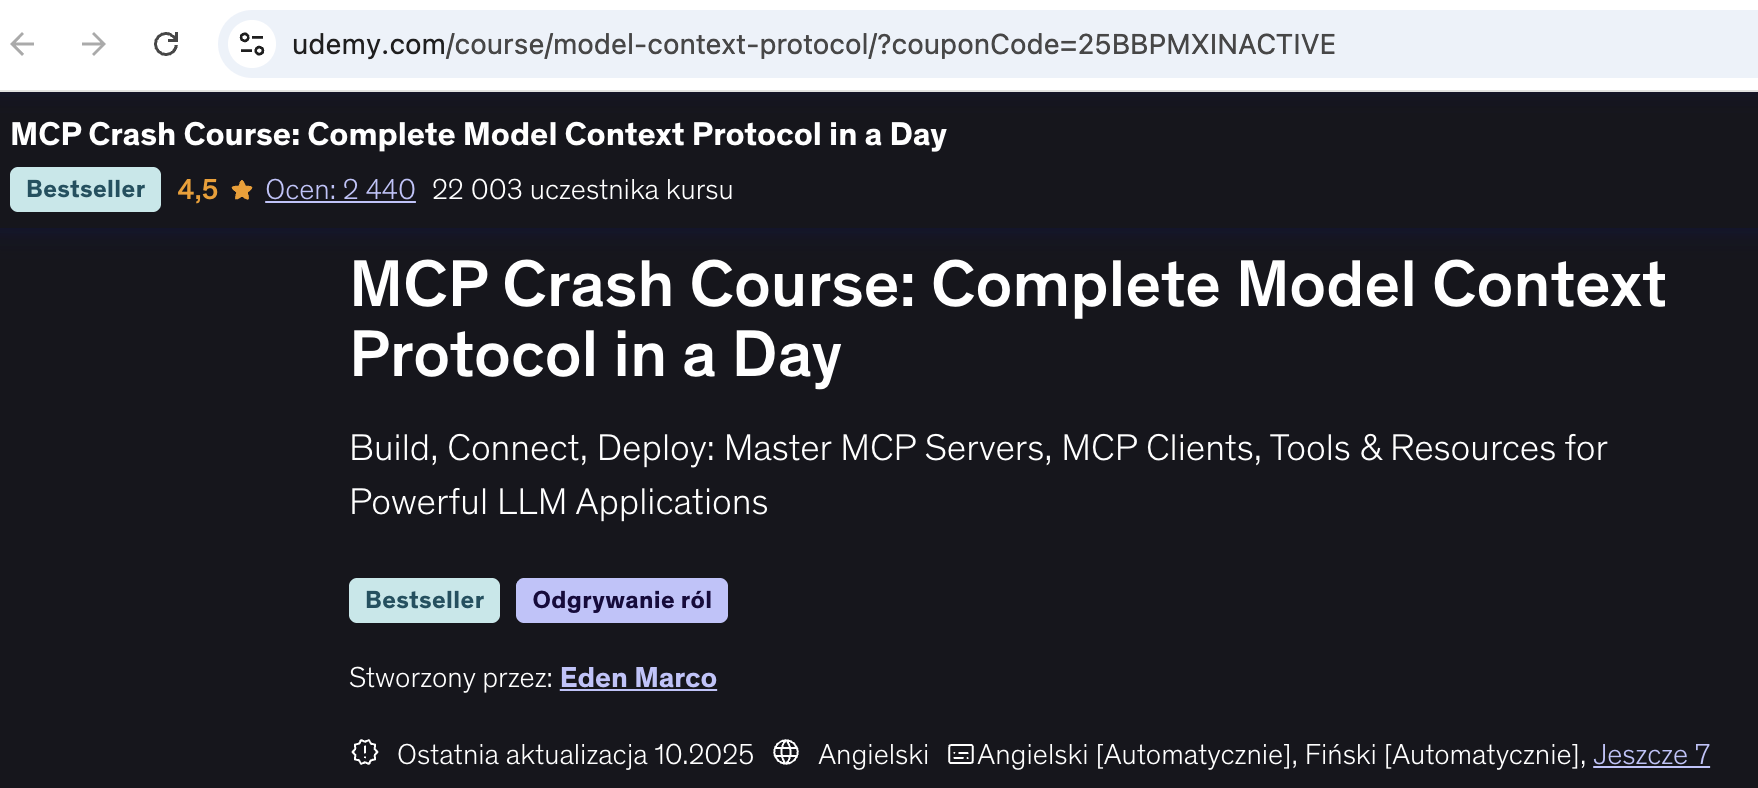 udemy.com/course/model-context-protocol/?couponCode=25BBPMXINACTIVE
MCP Crash Course: Complete Model Context Protocol in a Day
Bestseller 4,5 Ocen: 2 440 22 003 uczestnika kursu
MCP Crash Course: Complete Model Context
Protocol in a Day
Build, Connect, Deploy: Master MCP Servers, MCP Clients, Tools & Resources for
Powerful LLM Applications
Bestseller Odgrywanie ról
Stworzony przez: Eden Marco
Ostatnia aktualizacja 10.2025 Angielski Angielski [Automatycznie], Fiński [Automatycznie], Jeszcze 7